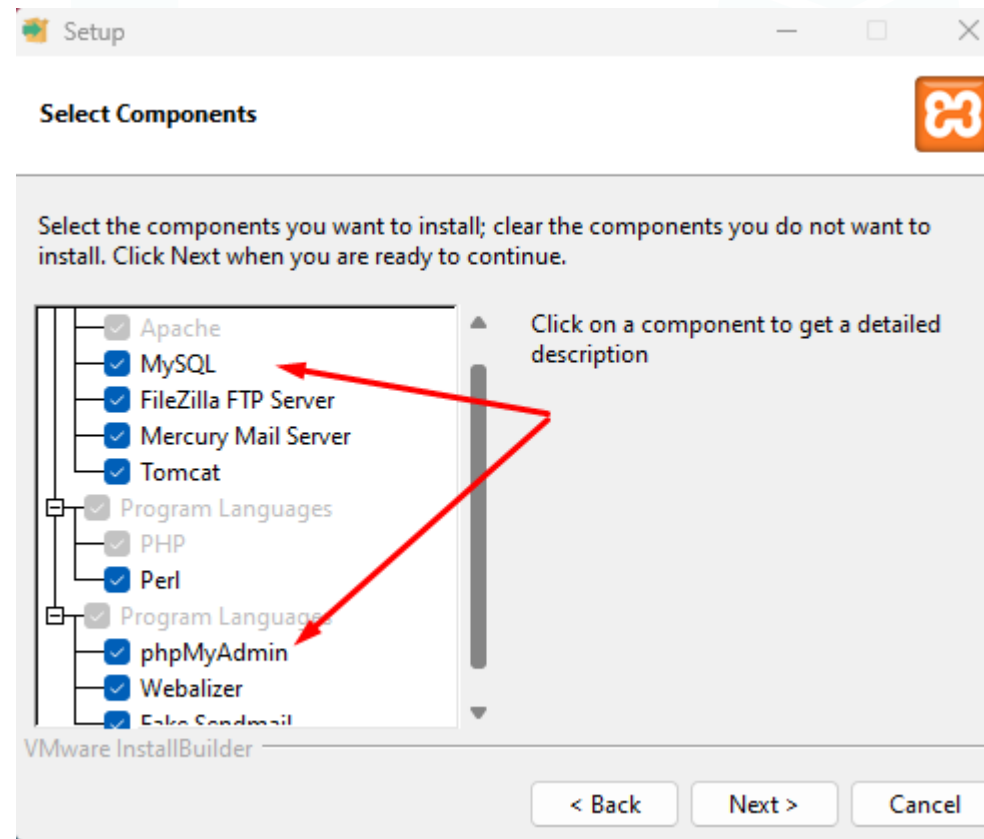 Setup
Select Components
Select the components you want to install; clear the components you do not want to
install. Click Next when you are ready to continue.
Apache
MySQL
FileZilla FTP Server
Mercury Mail Server
Tomcat
Program Languages
PHP
Perl
Program Languages
phpMyAdmin
Webalizer
Fake Sendmail
Click on a component to get a detailed
description
VMware InstallBuilder
< Back
Next >
Cancel